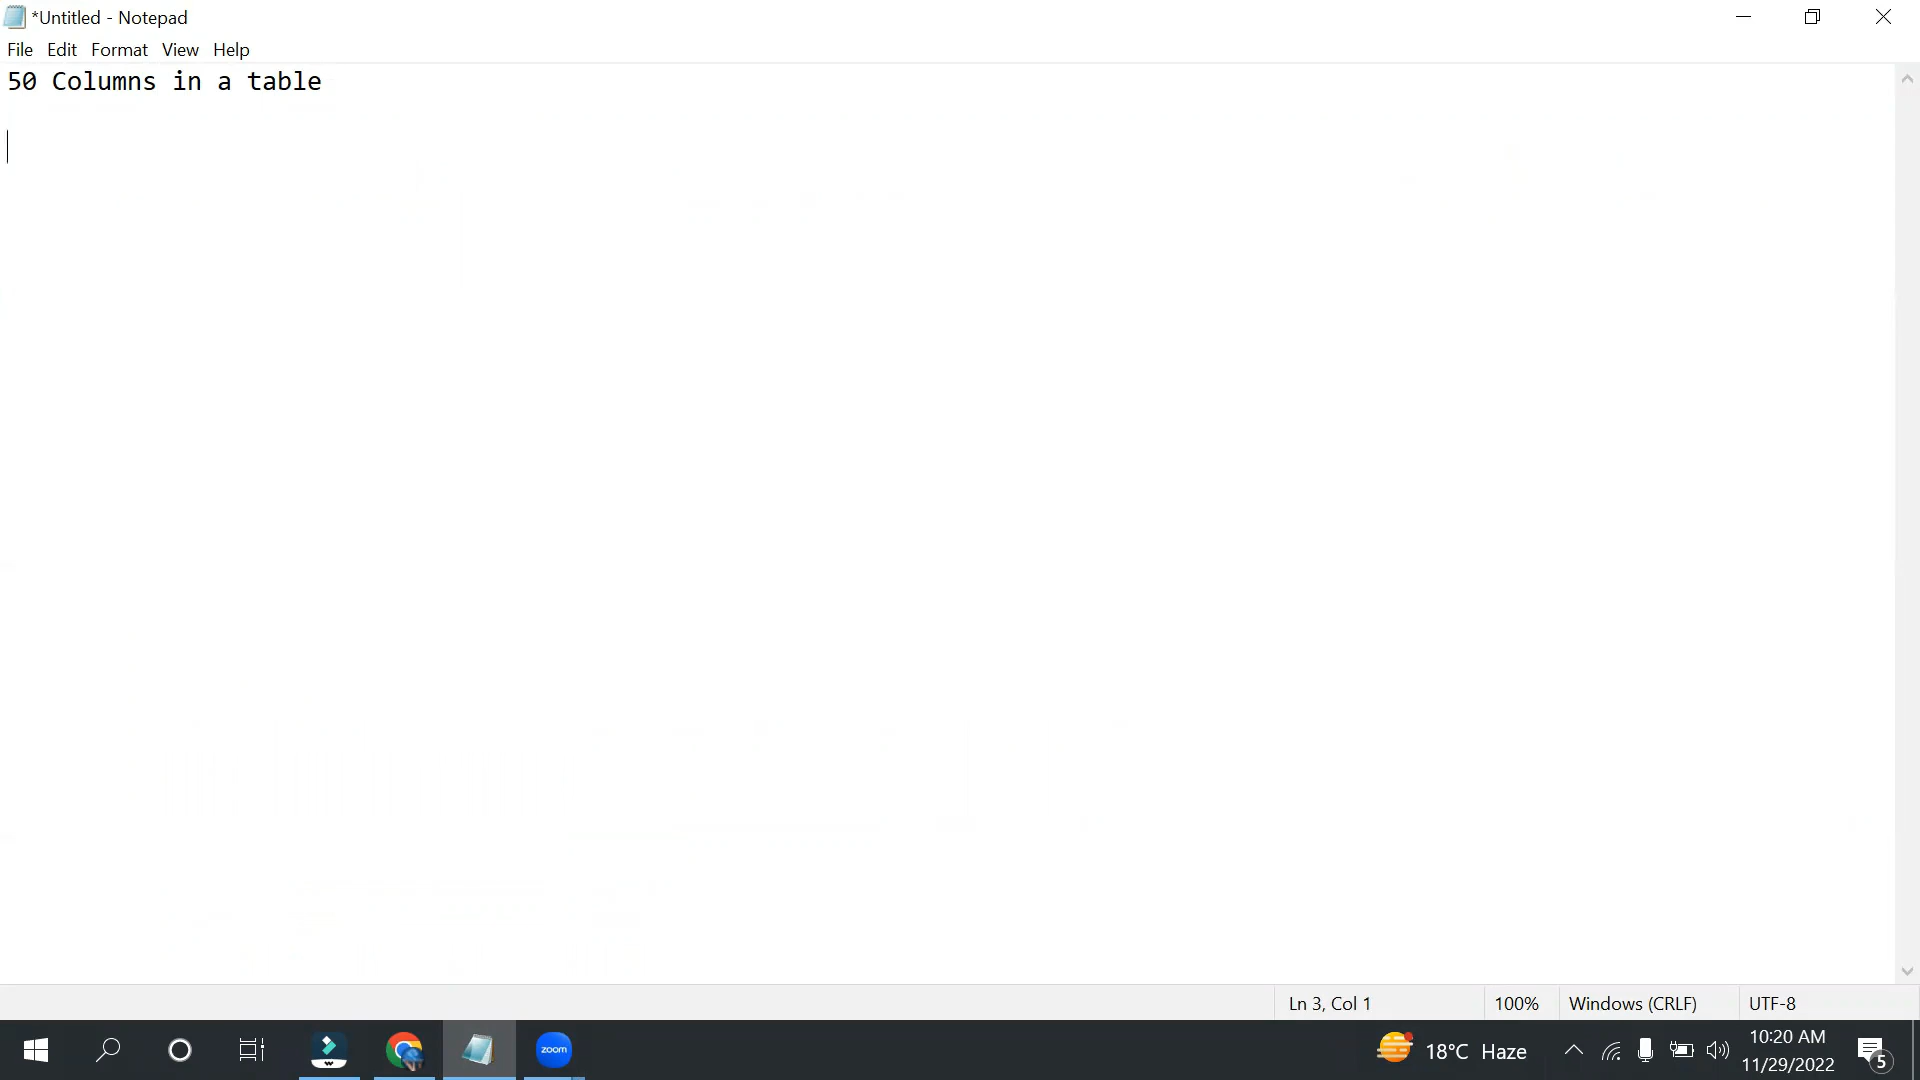 *Untitled - Notepad
File Edit Format View Help
50 Columns in a table
Ln 3, Col 1 100% Windows (CRLF) UTF-8
zoom
18°C Haze
10:20 AM
11/29/2022
5